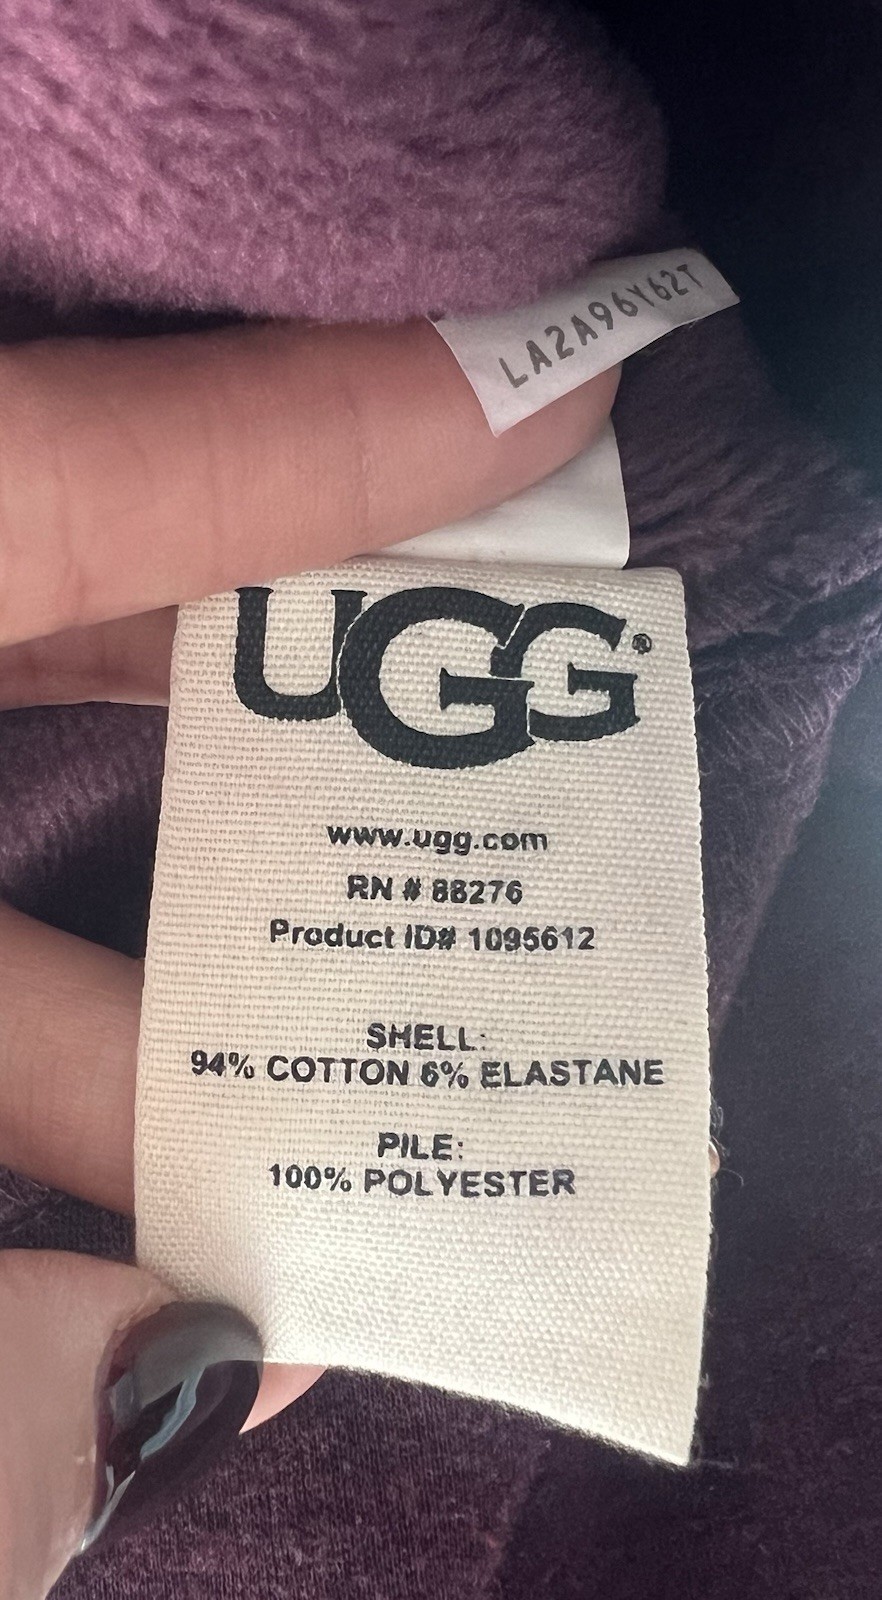 LA2A96Y62T
UGG®
www.ugg.com
RN # 88276
Product ID# 1095612
SHELL:
94% COTTON 6% ELASTANE
PILE:
100% POLYESTER